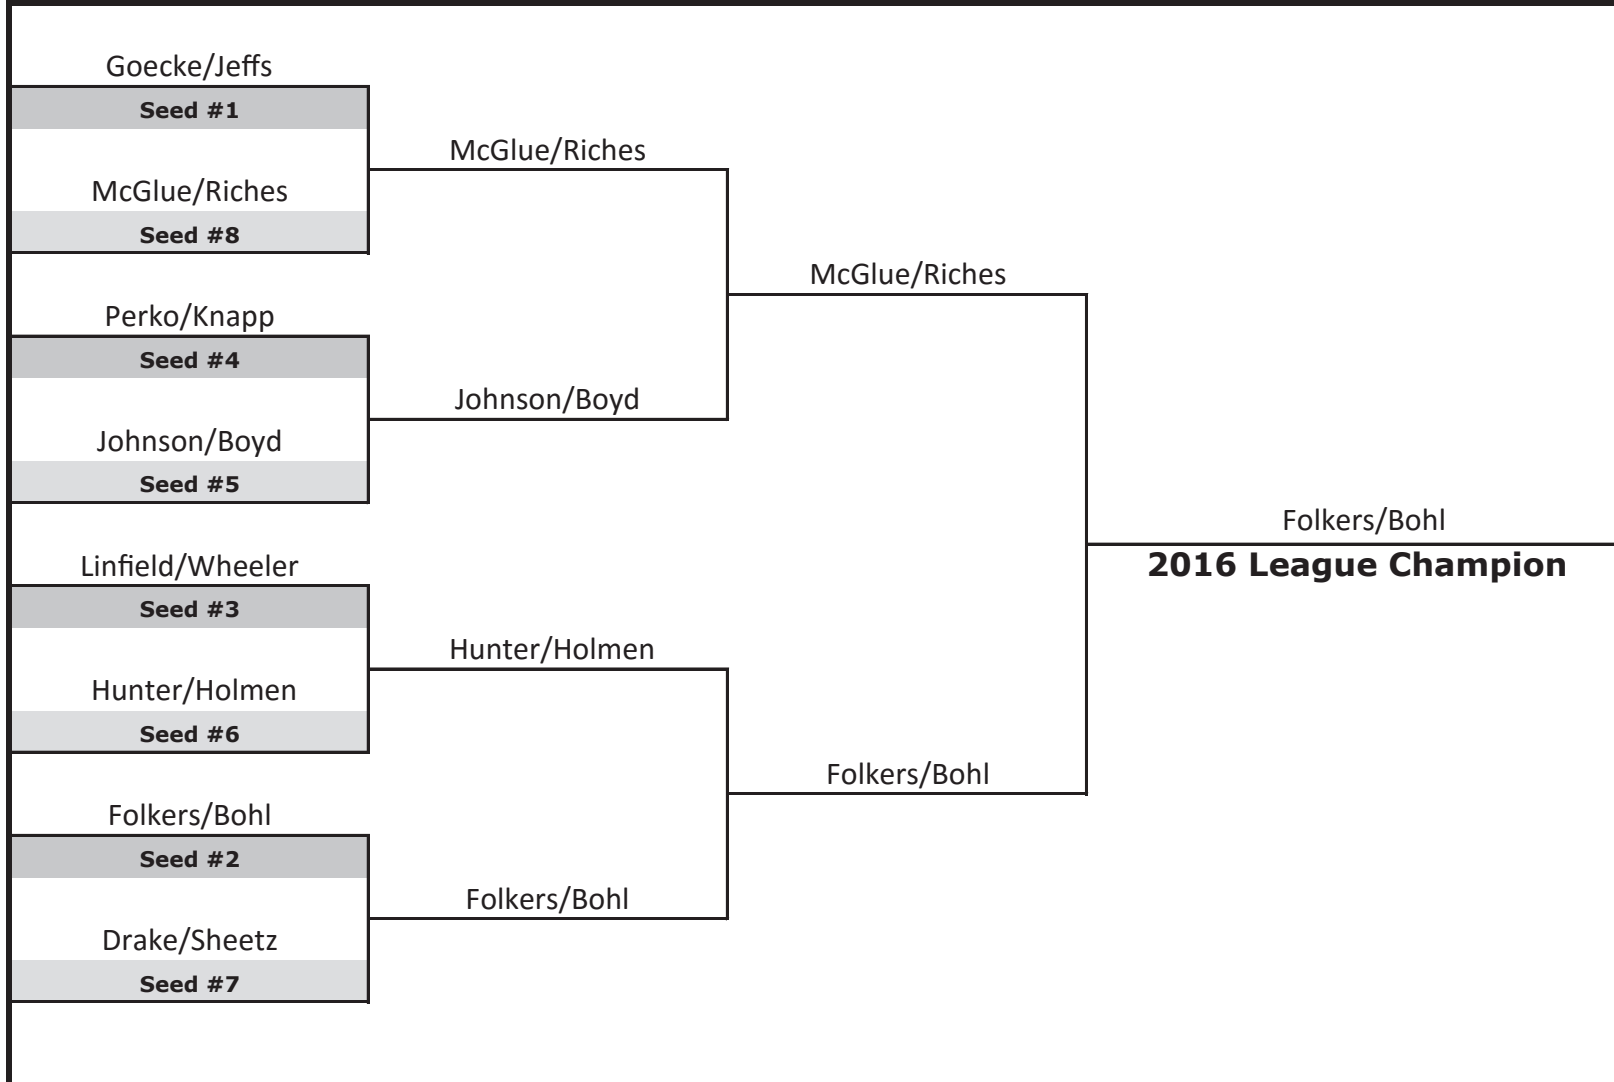 Goecke/Jeffs
Seed #1
McGlue/Riches
McGlue/Riches
Seed #8
McGlue/Riches
Perko/Knapp
Seed #4
Johnson/Boyd
Johnson/Boyd
Seed #5
Folkers/Bohl
2016 League Champion
Linfield/Wheeler
Seed #3
Hunter/Holmen
Hunter/Holmen
Seed #6
Folkers/Bohl
Folkers/Bohl
Seed #2
Folkers/Bohl
Drake/Sheetz
Seed #7